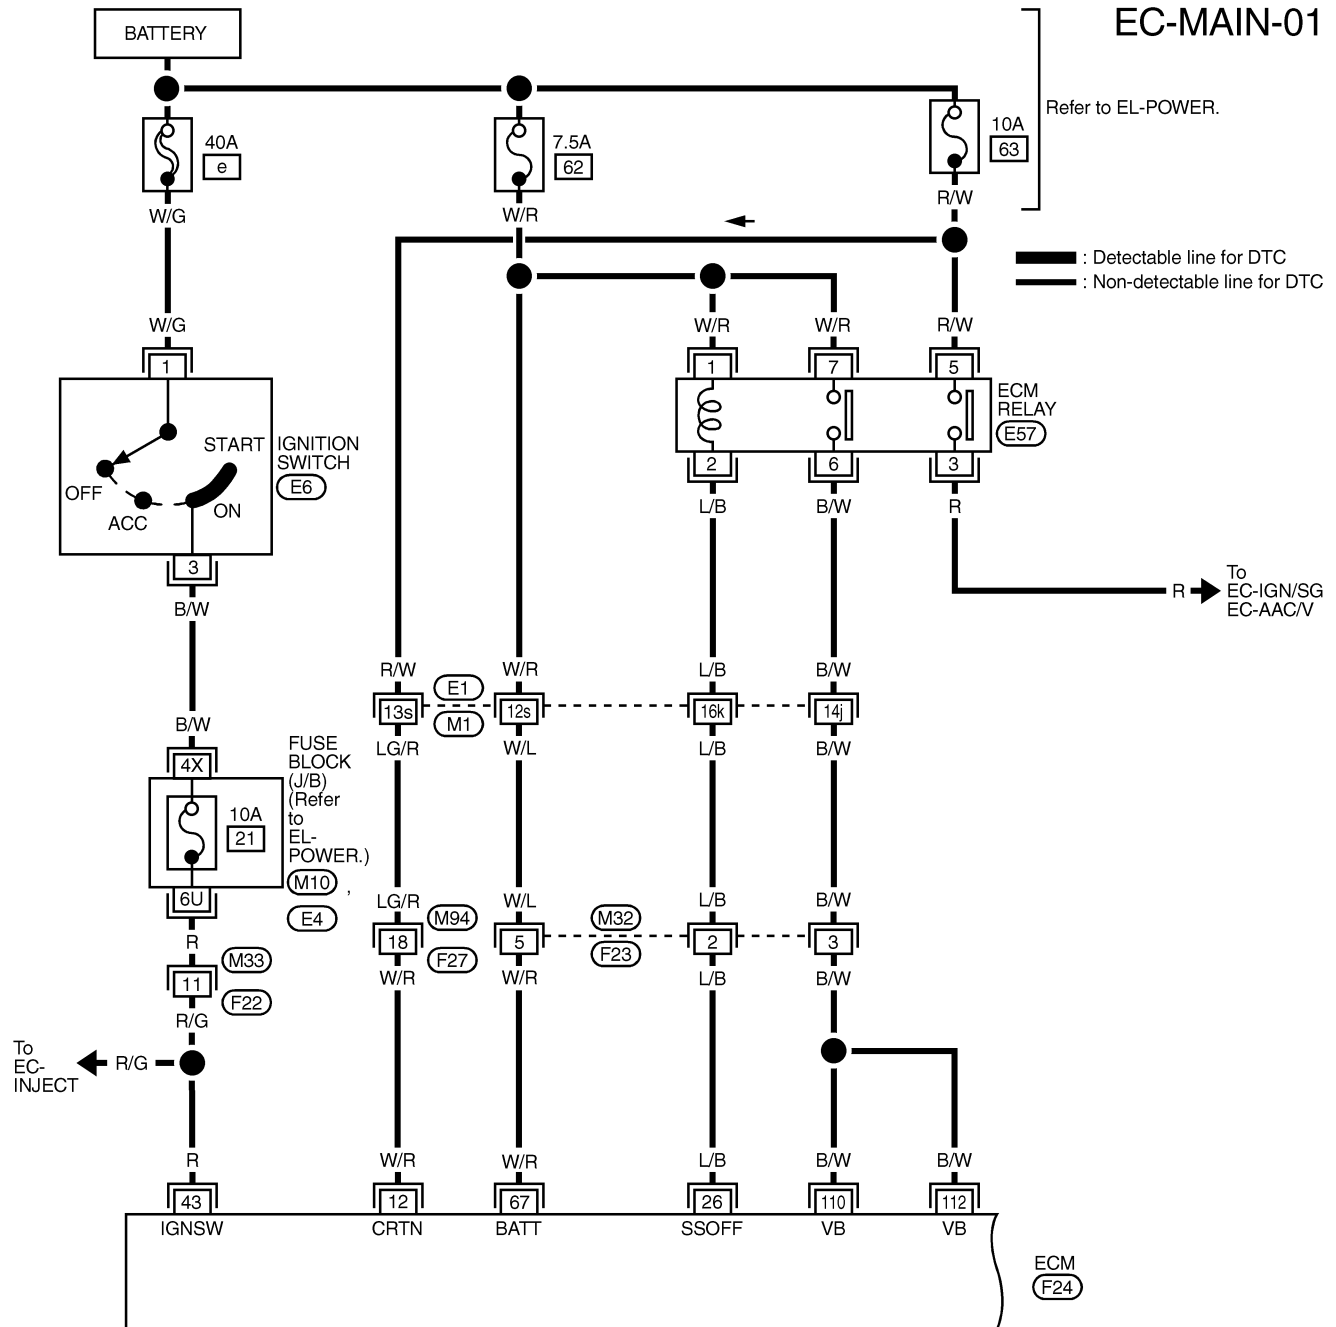 EC-MAIN-01
BATTERY
Refer to EL-POWER.
40A
e
7.5A
62
10A
63
W/G
W/R
R/W
: Detectable line for DTC
: Non-detectable line for DTC
W/G
W/R
W/R
R/W
1
1
7
5
ECM
RELAY
E57
START
OFF
ACC
ON
IGNITION
SWITCH
E6
2
6
3
L/B
B/W
R
3
B/W
R
To
EC-IGN/SG
EC-AAC/V
R/W
W/R
L/B
B/W
E1
M1
13s
12s
16k
14j
LG/R
W/L
L/B
B/W
B/W
4X
10A
21
FUSE
BLOCK
(J/B)
(Refer
to
EL-
POWER.)
M10 ,
E4
6U
R
M33
11
F22
R/G
LG/R
W/L
L/B
B/W
M94
F27
M32
F23
18
5
2
3
W/R
W/R
L/B
B/W
To
EC-
INJECT
R/G
R
W/R
W/R
L/B
B/W
B/W
43
12
67
26
110
112
IGNSW
CRTN
BATT
SSOFF
VB
VB
ECM
F24